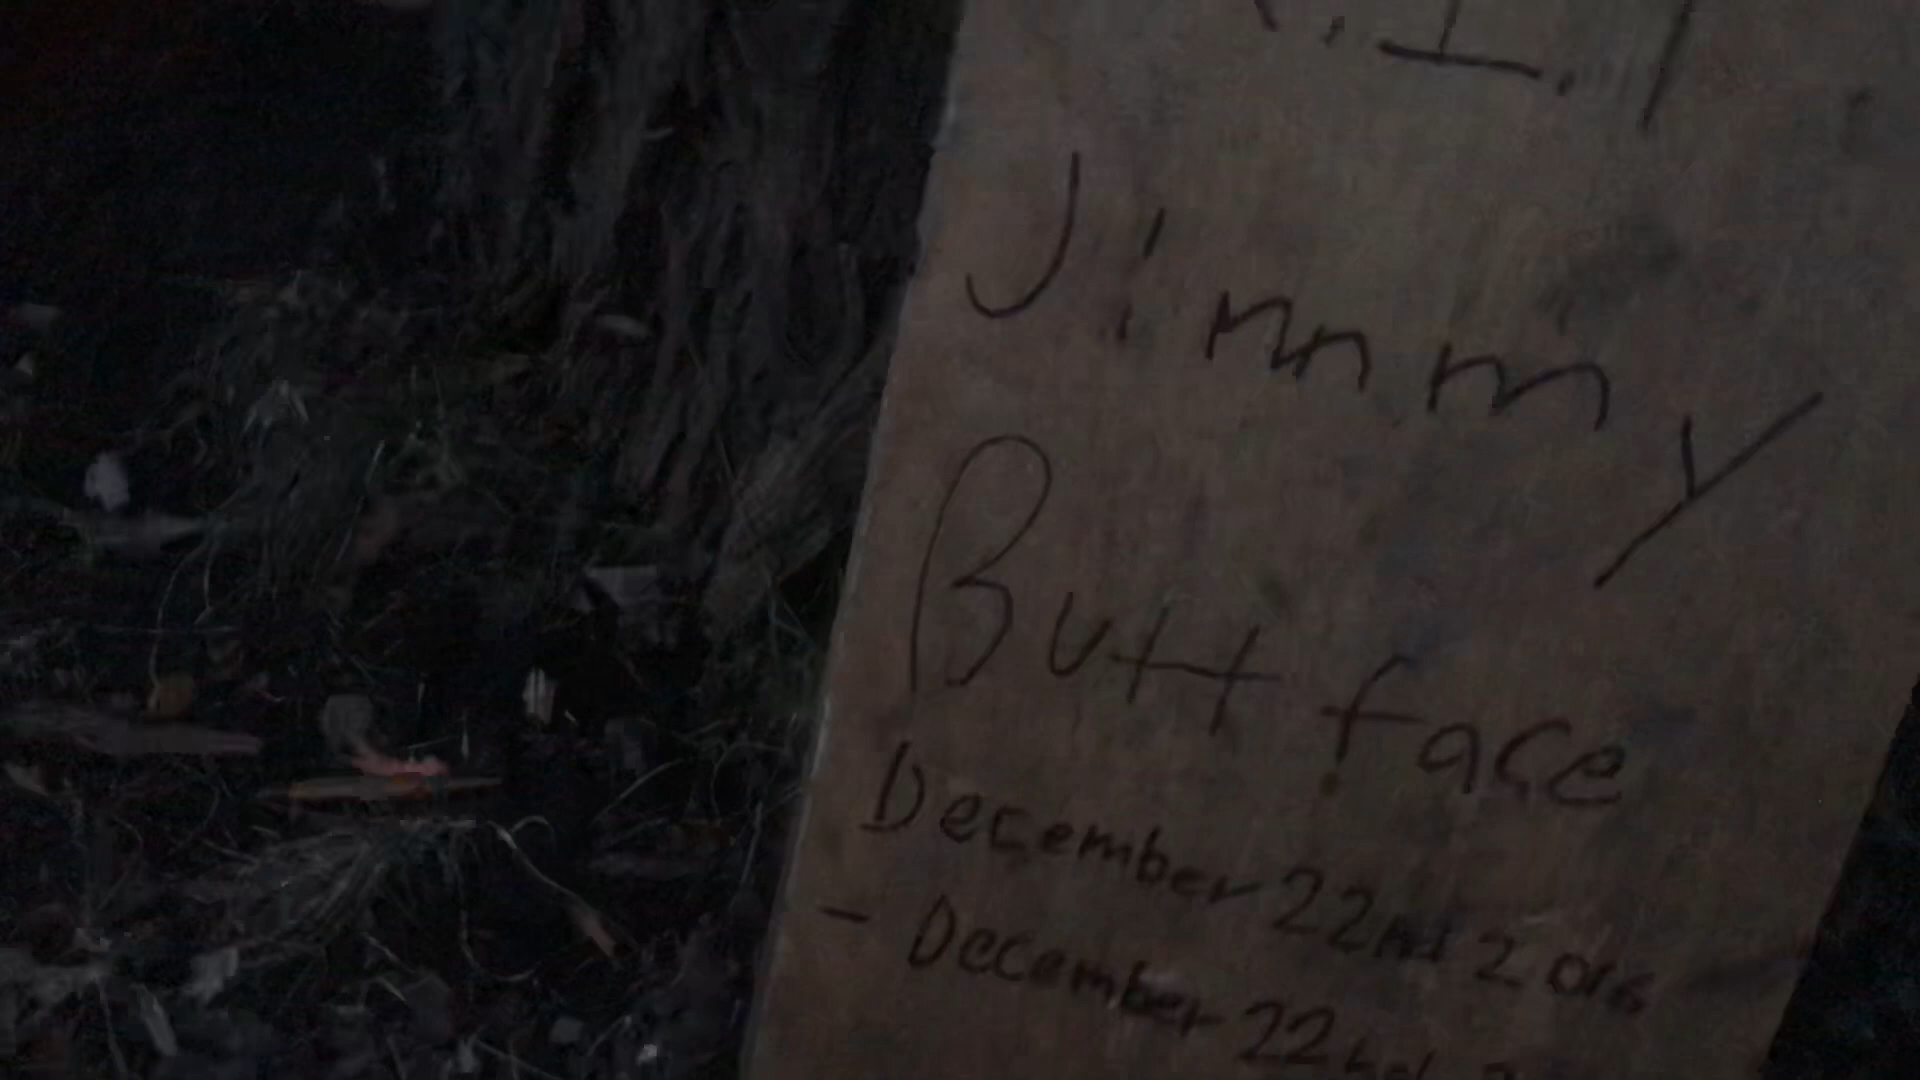 R.I.P
Jimmy
Buttface
December 22nd 2016
- December 22nd